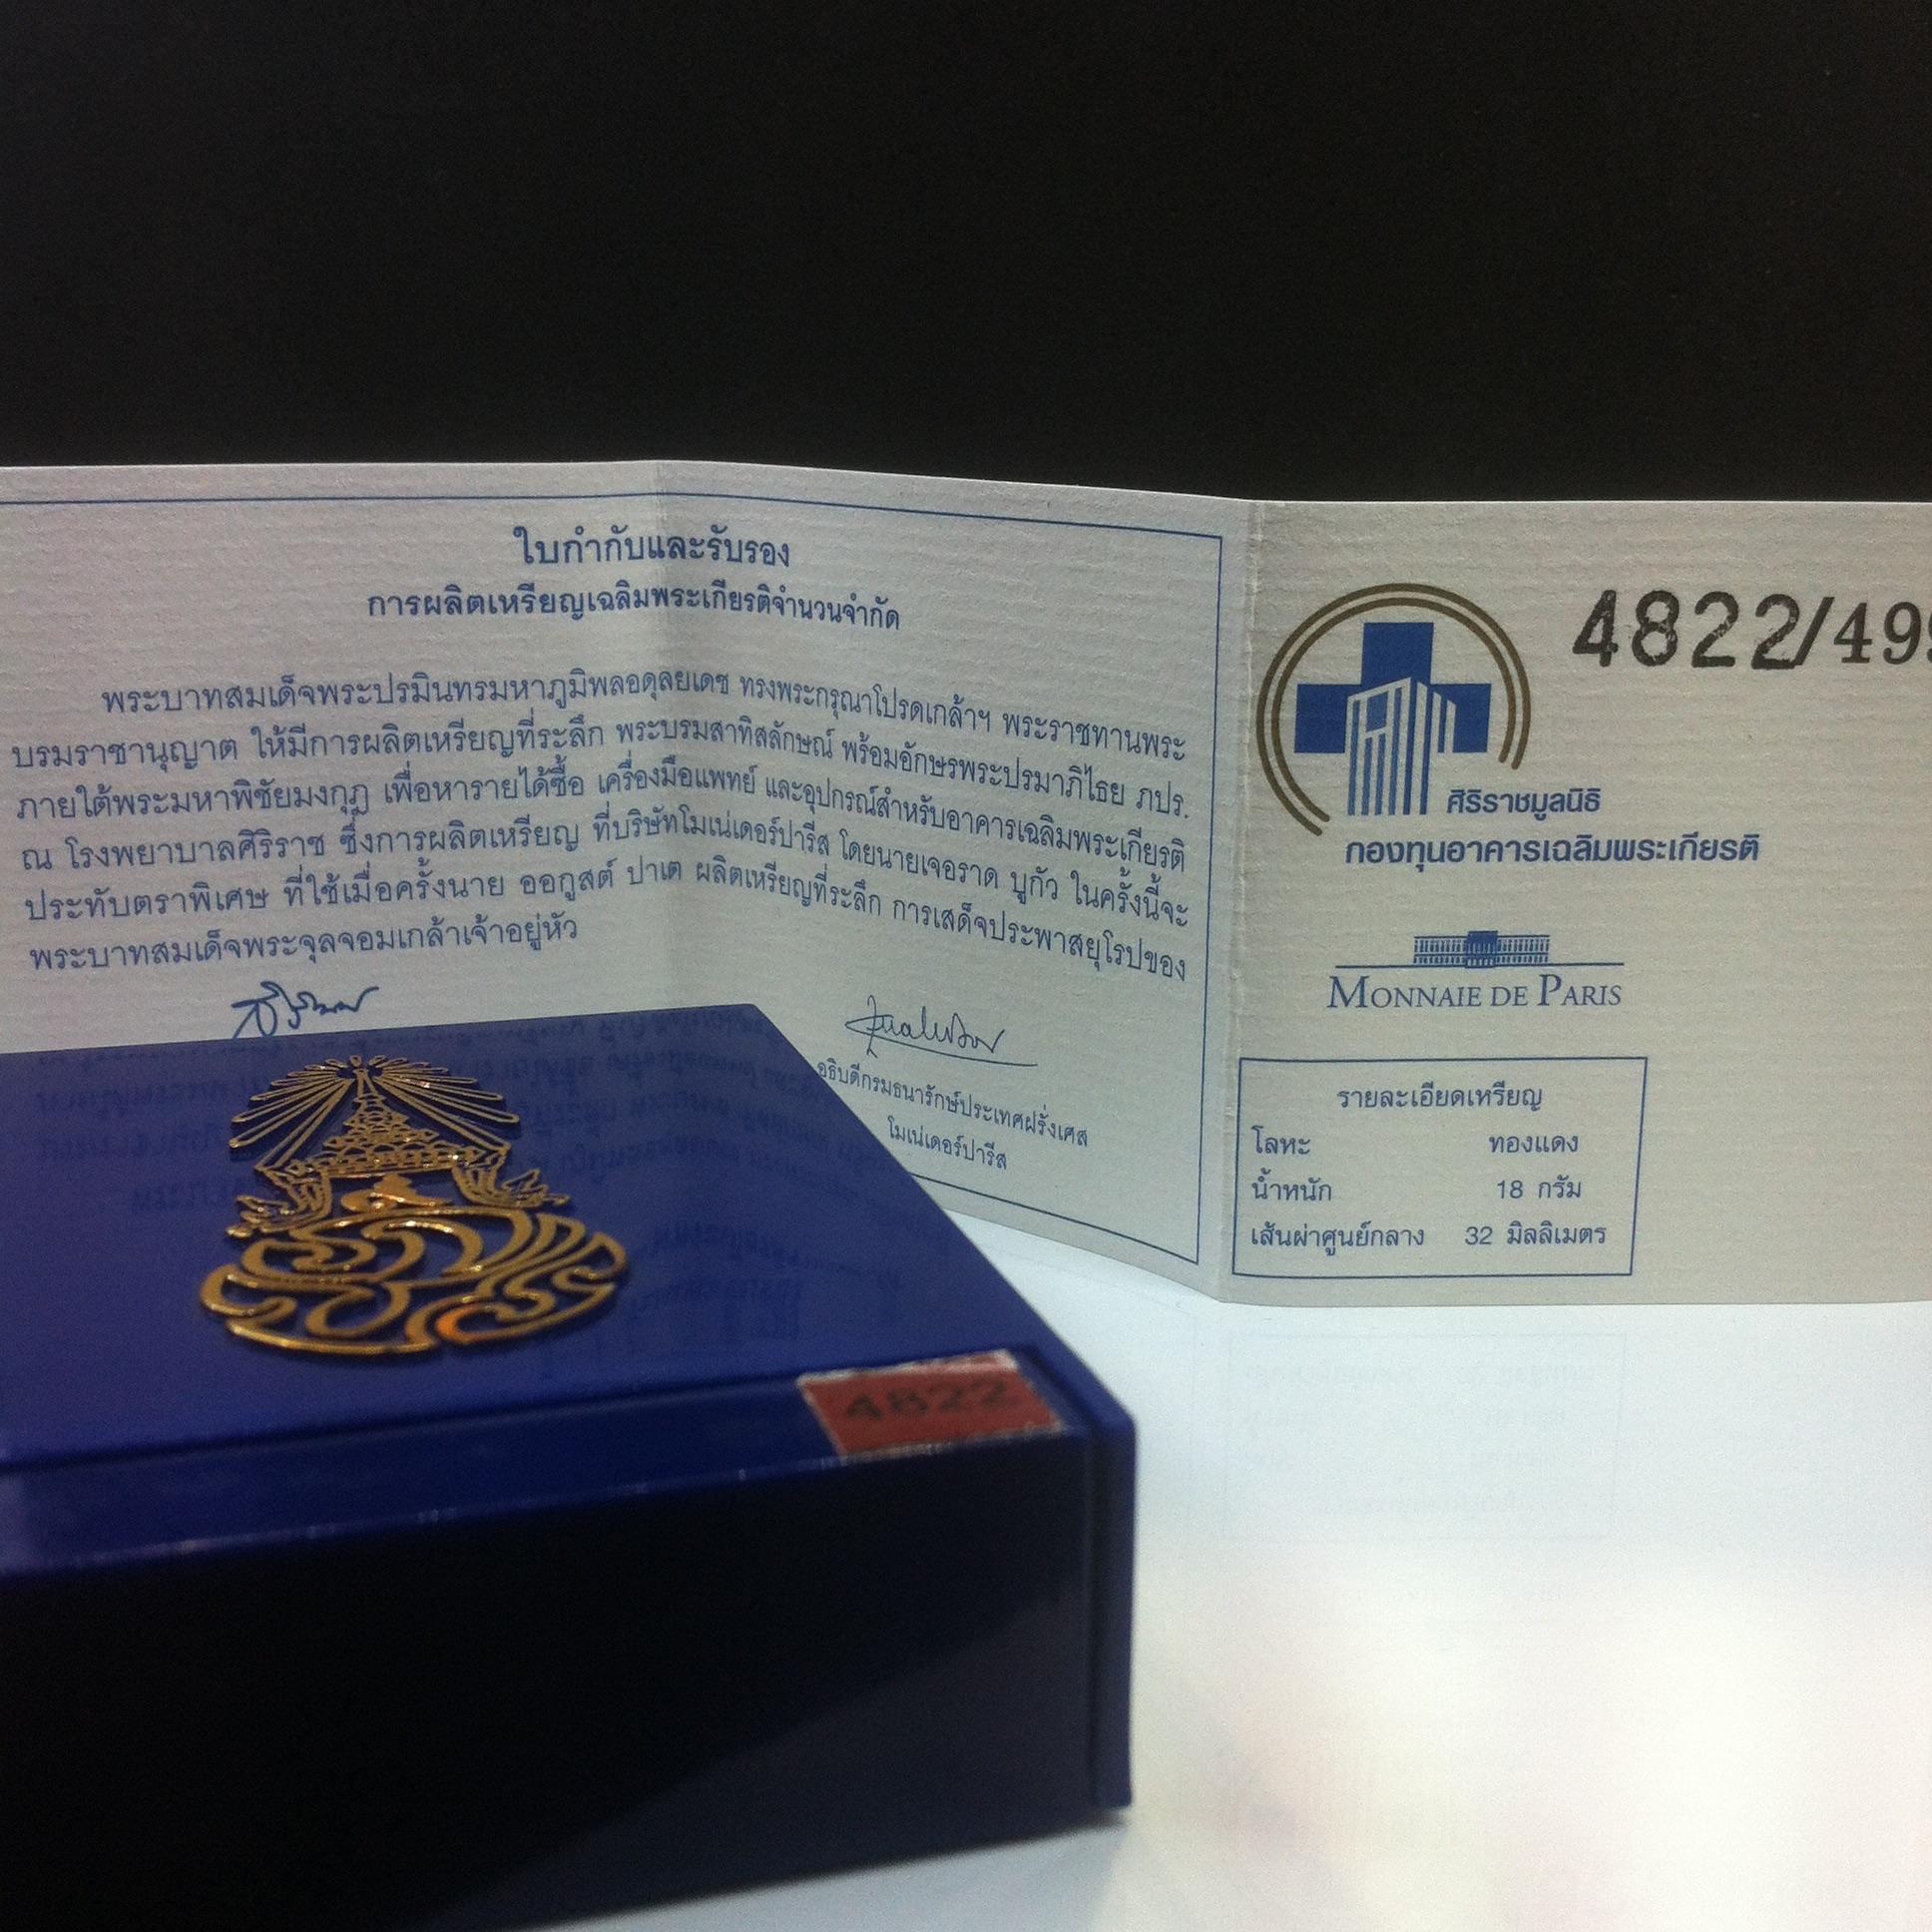 ใบกำกับและรับรอง
การผลิตเหรียญเฉลิมพระเกียรติจำนวนจำกัด
พระบาทสมเด็จพระปรมินทรมหาภูมิพลอดุลยเดช ทรงพระกรุณาโปรดเกล้าฯ พระราชทานพระ
บรมราชานุญาต ให้มีการผลิตเหรียญที่ระลึก พระบรมสาทิสลักษณ์ พร้อมอักษรพระปรมาภิไธย ภปร.
ภายใต้พระมหาพิชัยมงกุฎ เพื่อหารายได้ซื้อ เครื่องมือแพทย์ และอุปกรณ์สำหรับอาคารเฉลิมพระเกียรติ
ณ โรงพยาบาลศิริราช ซึ่งการผลิตเหรียญ ที่บริษัทโมเน่เดอร์ปารีส โดยนายเจอราด บูกัว ในครั้งนี้จะ
ประทับตราพิเศษ ที่ใช้เมื่อครั้งนาย ออกูสต์ ปาเต ผลิตเหรียญที่ระลึก การเสด็จประพาสยุโรปของ
พระบาทสมเด็จพระจุลจอมเกล้าเจ้าอยู่หัว
อธิบดีกรมธนารักษ์ประเทศฝรั่งเศส
โมเน่เดอร์ปารีส
4822/49
ศิริราชมูลนิธิ
กองทุนอาคารเฉลิมพระเกียรติ
MONNAIE DE PARIS
รายละเอียดเหรียญ
โลหะ ทองแดง
น้ำหนัก 18 กรัม
เส้นผ่าศูนย์กลาง 32 มิลลิเมตร
4822